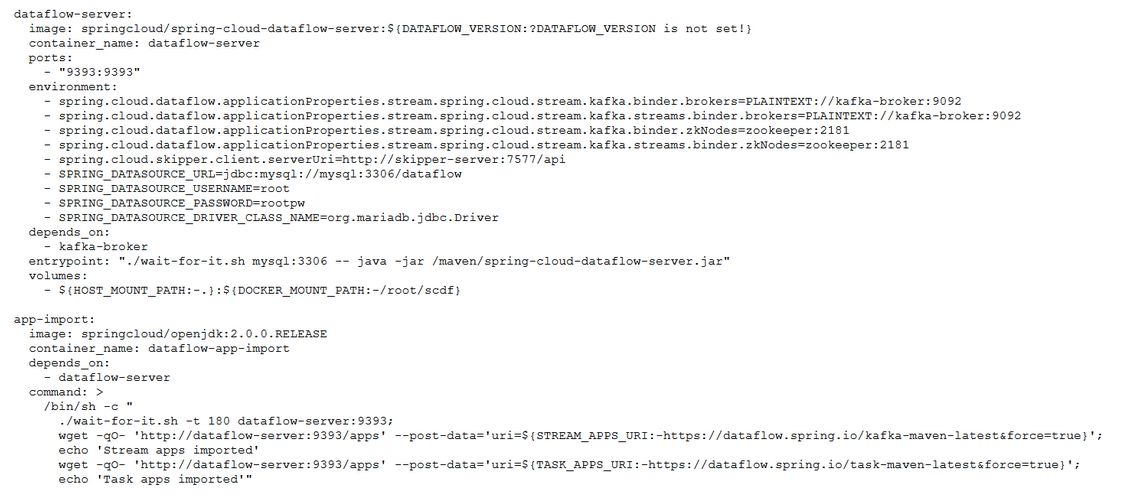 dataflow-server:
  image: springcloud/spring-cloud-dataflow-server:${DATAFLOW_VERSION:?DATAFLOW_VERSION is not set!}
  container_name: dataflow-server
  ports:
    - "9393:9393"
  environment:
    - spring.cloud.dataflow.applicationProperties.stream.spring.cloud.stream.kafka.binder.brokers=PLAINTEXT://kafka-broker:9092
    - spring.cloud.dataflow.applicationProperties.stream.spring.cloud.stream.kafka.streams.binder.brokers=PLAINTEXT://kafka-broker:9092
    - spring.cloud.dataflow.applicationProperties.stream.spring.cloud.stream.kafka.binder.zkNodes=zookeeper:2181
    - spring.cloud.dataflow.applicationProperties.stream.spring.cloud.stream.kafka.streams.binder.zkNodes=zookeeper:2181
    - spring.cloud.skipper.client.serverUri=http://skipper-server:7577/api
    - SPRING_DATASOURCE_URL=jdbc:mysql://mysql:3306/dataflow
    - SPRING_DATASOURCE_USERNAME=root
    - SPRING_DATASOURCE_PASSWORD=rootpw
    - SPRING_DATASOURCE_DRIVER_CLASS_NAME=org.mariadb.jdbc.Driver
  depends_on:
    - kafka-broker
  entrypoint: "./wait-for-it.sh mysql:3306 -- java -jar /maven/spring-cloud-dataflow-server.jar"
  volumes:
    - ${HOST_MOUNT_PATH:-.}:${DOCKER_MOUNT_PATH:-/root/scdf}

app-import:
  image: springcloud/openjdk:2.0.0.RELEASE
  container_name: dataflow-app-import
  depends_on:
    - dataflow-server
  command: >
    /bin/sh -c "
      ./wait-for-it.sh -t 180 dataflow-server:9393;
      wget -qO- 'http://dataflow-server:9393/apps' --post-data='uri=${STREAM_APPS_URI:-https://dataflow.spring.io/kafka-maven-latest&force=true}';
      echo 'Stream apps imported'
      wget -qO- 'http://dataflow-server:9393/apps' --post-data='uri=${TASK_APPS_URI:-https://dataflow.spring.io/task-maven-latest&force=true}';
      echo 'Task apps imported'"